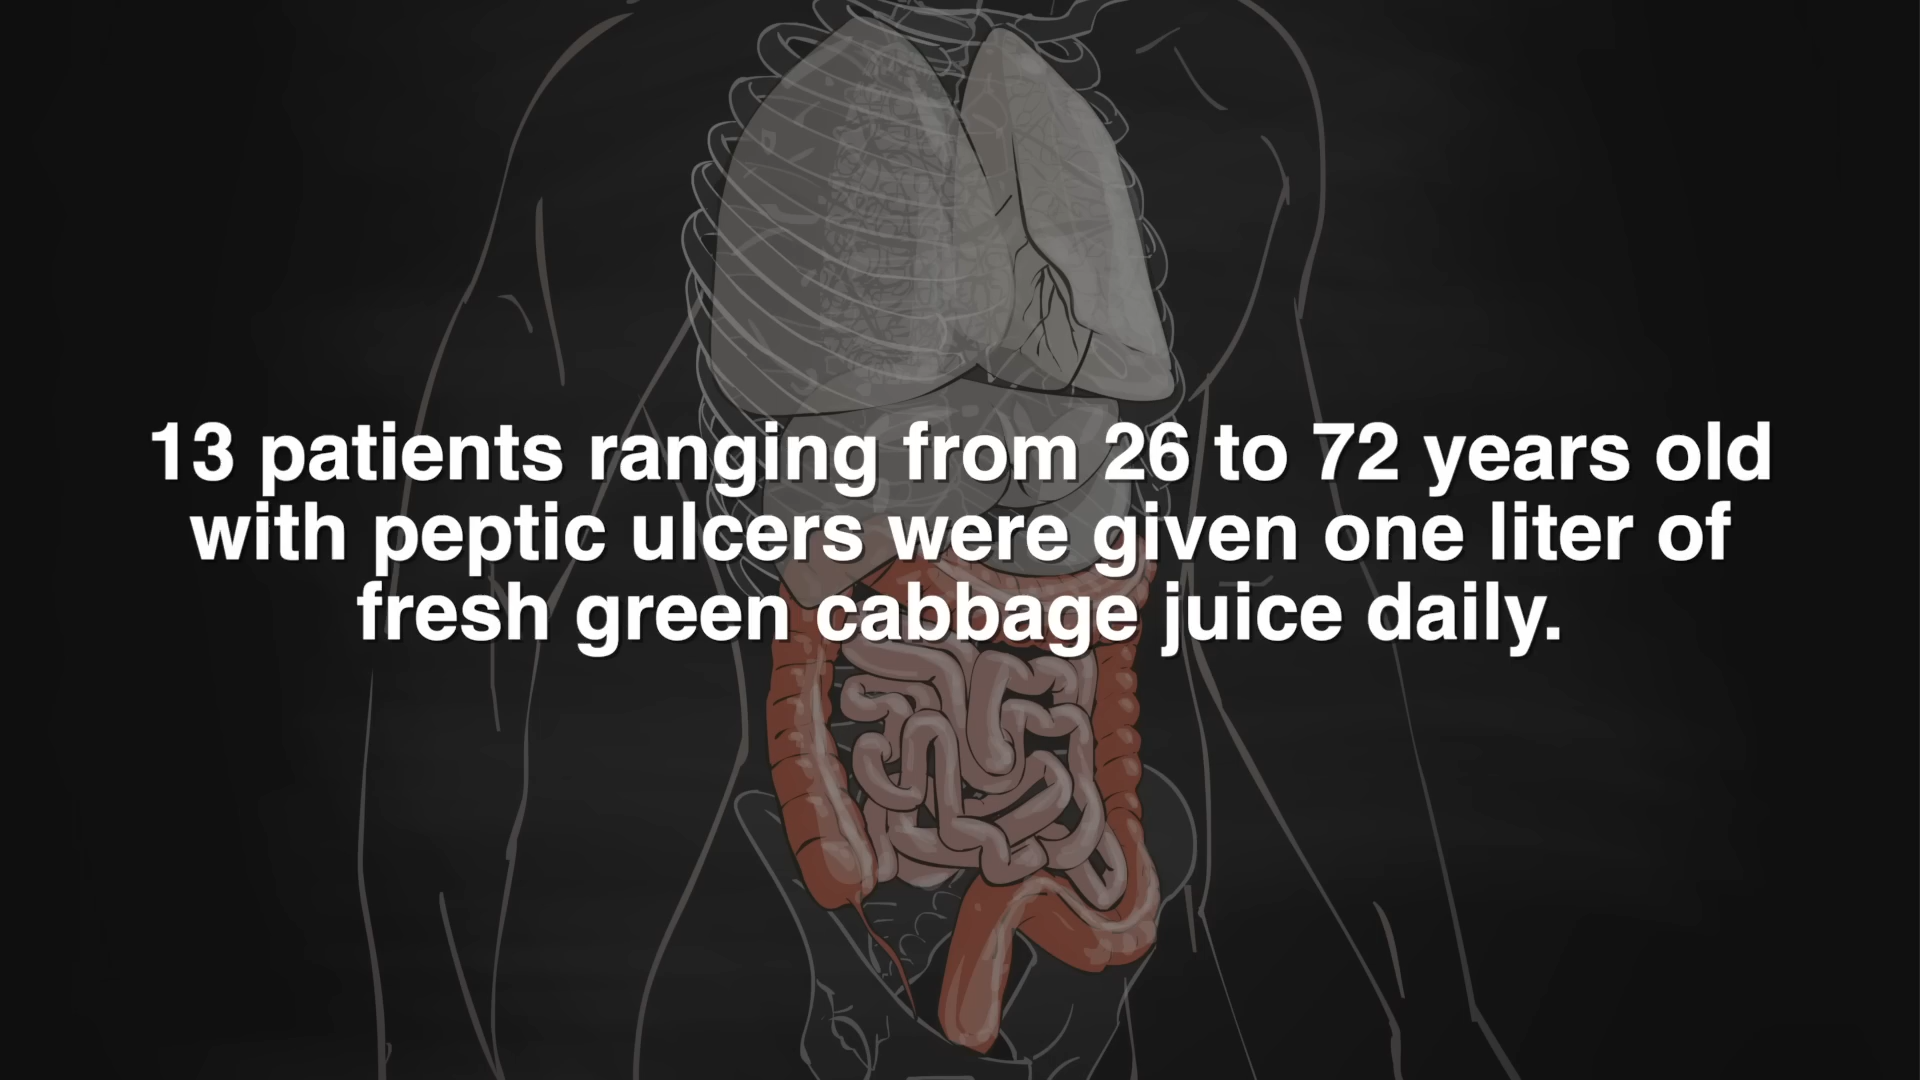 13 patients ranging from 26 to 72 years old
with peptic ulcers were given one liter of
fresh green cabbage juice daily.